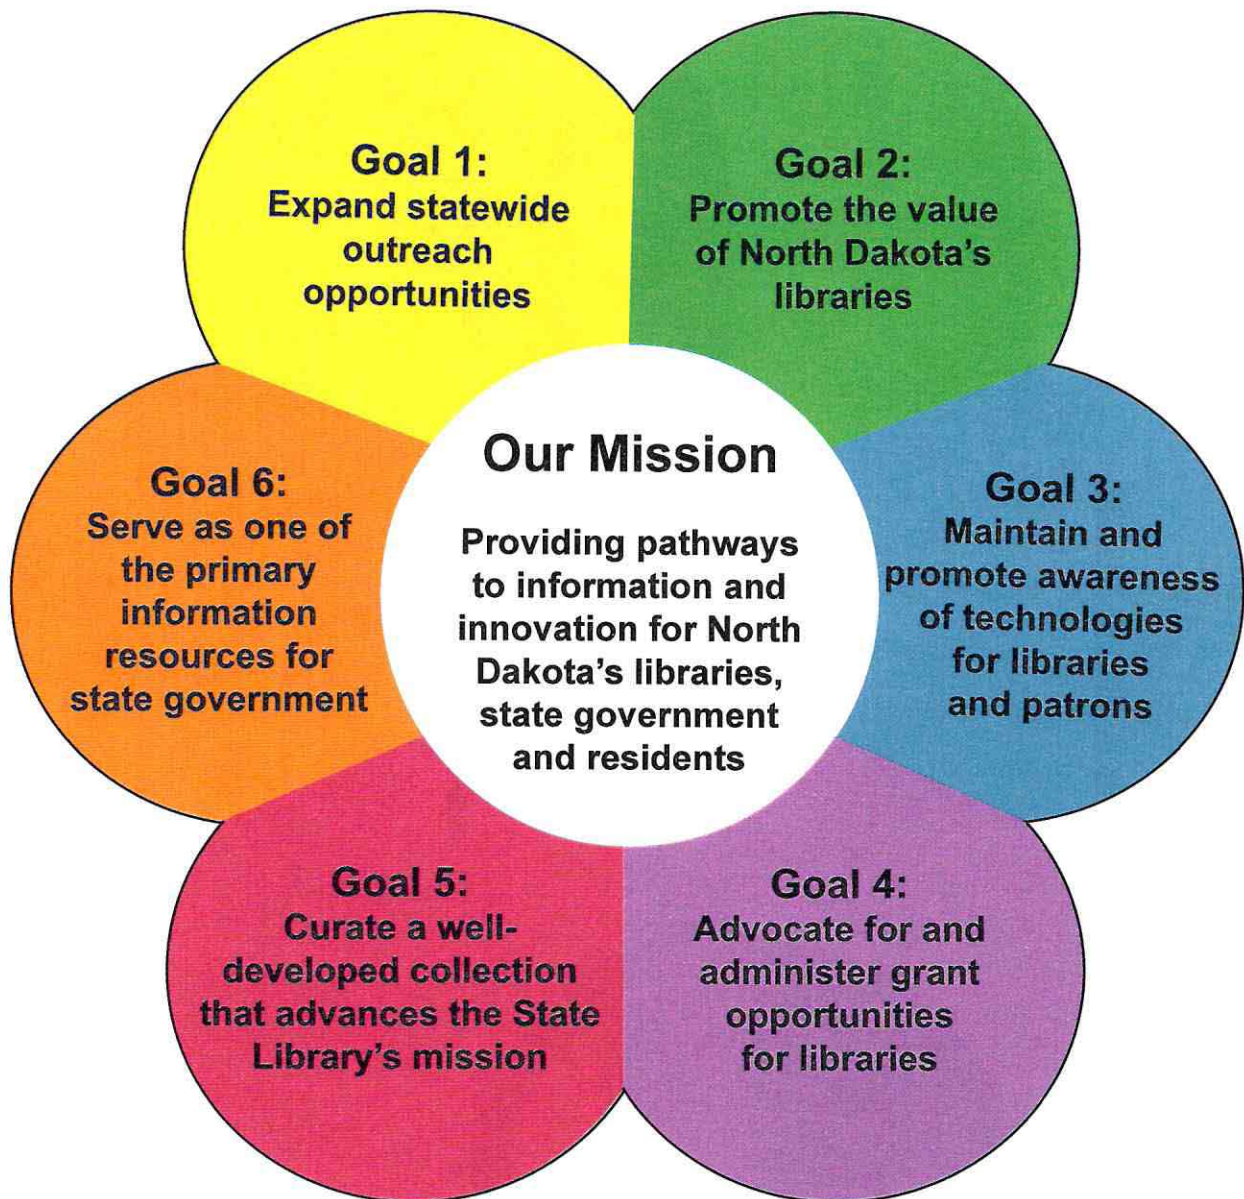 Goal 1:
Expand statewide
outreach
opportunities
Goal 2:
Promote the value
of North Dakota's
libraries
Goal 3:
Maintain and
promote awareness
of technologies
for libraries
and patrons
Goal 4:
Advocate for and
administer grant
opportunities
for libraries
Goal 5:
Curate a well-
developed collection
that advances the State
Library's mission
Goal 6:
Serve as one of
the primary
information
resources for
state government
Our Mission
Providing pathways
to information and
innovation for North
Dakota's libraries,
state government
and residents